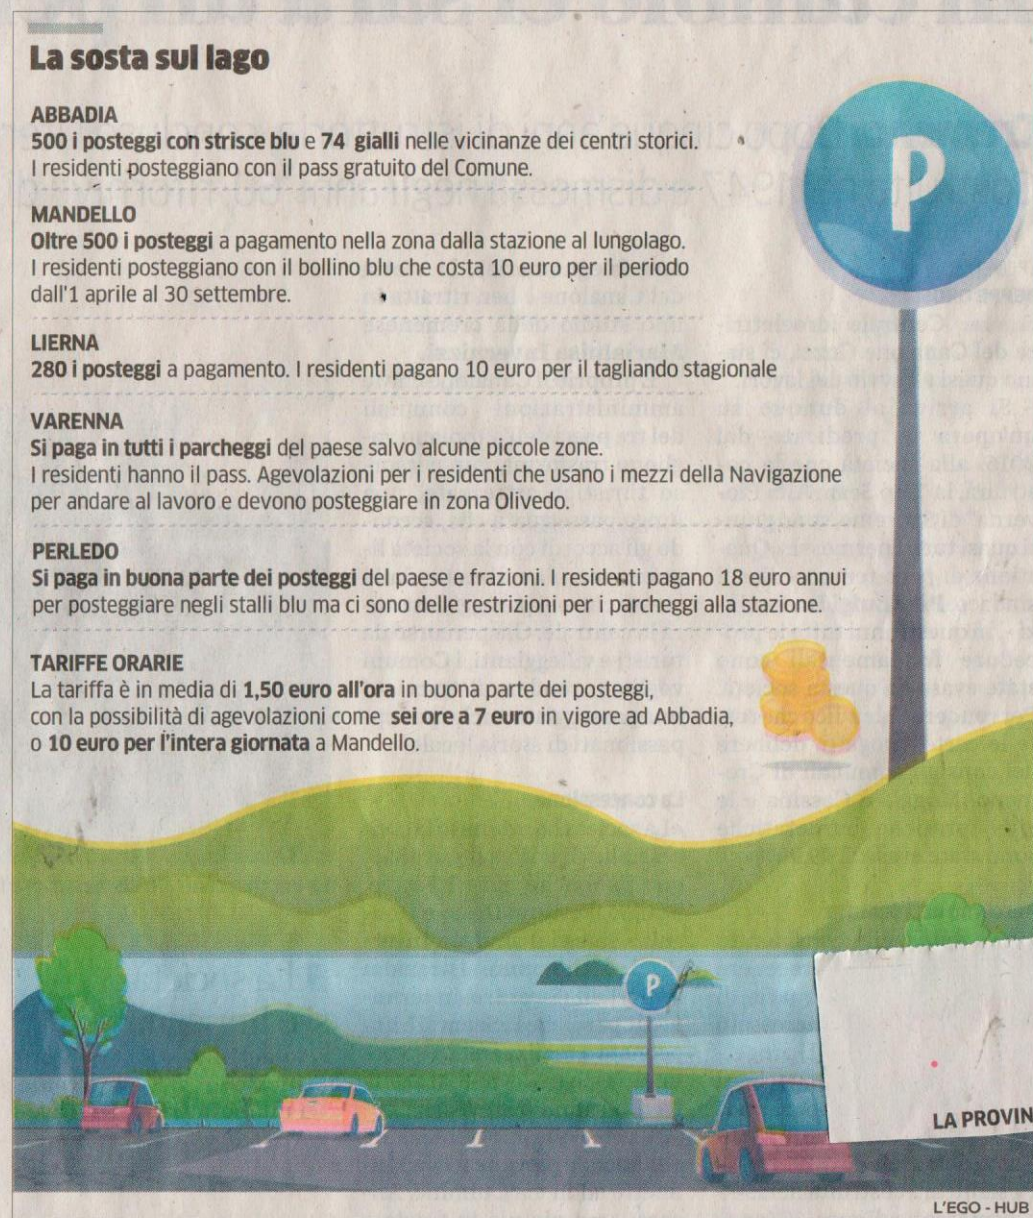 La sosta sul lago
ABBADIA
500 i posteggi con strisce blu e 74 gialli nelle vicinanze dei centri storici.
I residenti posteggiano con il pass gratuito del Comune.
MANDELLO
Oltre 500 i posteggi a pagamento nella zona dalla stazione al lungolago.
I residenti posteggiano con il bollino blu che costa 10 euro per il periodo
dall'1 aprile al 30 settembre.
LIERNA
280 i posteggi a pagamento. I residenti pagano 10 euro per il tagliando stagionale
VARENNA
Si paga in tutti i parcheggi del paese salvo alcune piccole zone.
I residenti hanno il pass. Agevolazioni per i residenti che usano i mezzi della Navigazione
per andare al lavoro e devono posteggiare in zona Olivedo.
PERLEDO
Si paga in buona parte dei posteggi del paese e frazioni. I residenti pagano 18 euro annui
per posteggiare negli stalli blu ma ci sono delle restrizioni per i parcheggi alla stazione.
TARIFFE ORARIE
La tariffa è in media di 1,50 euro all'ora in buona parte dei posteggi,
con la possibilità di agevolazioni come sei ore a 7 euro in vigore ad Abbadia,
o 10 euro per l'intera giornata a Mandello.
P
P
LA PROVIN
L'EGO - HUB